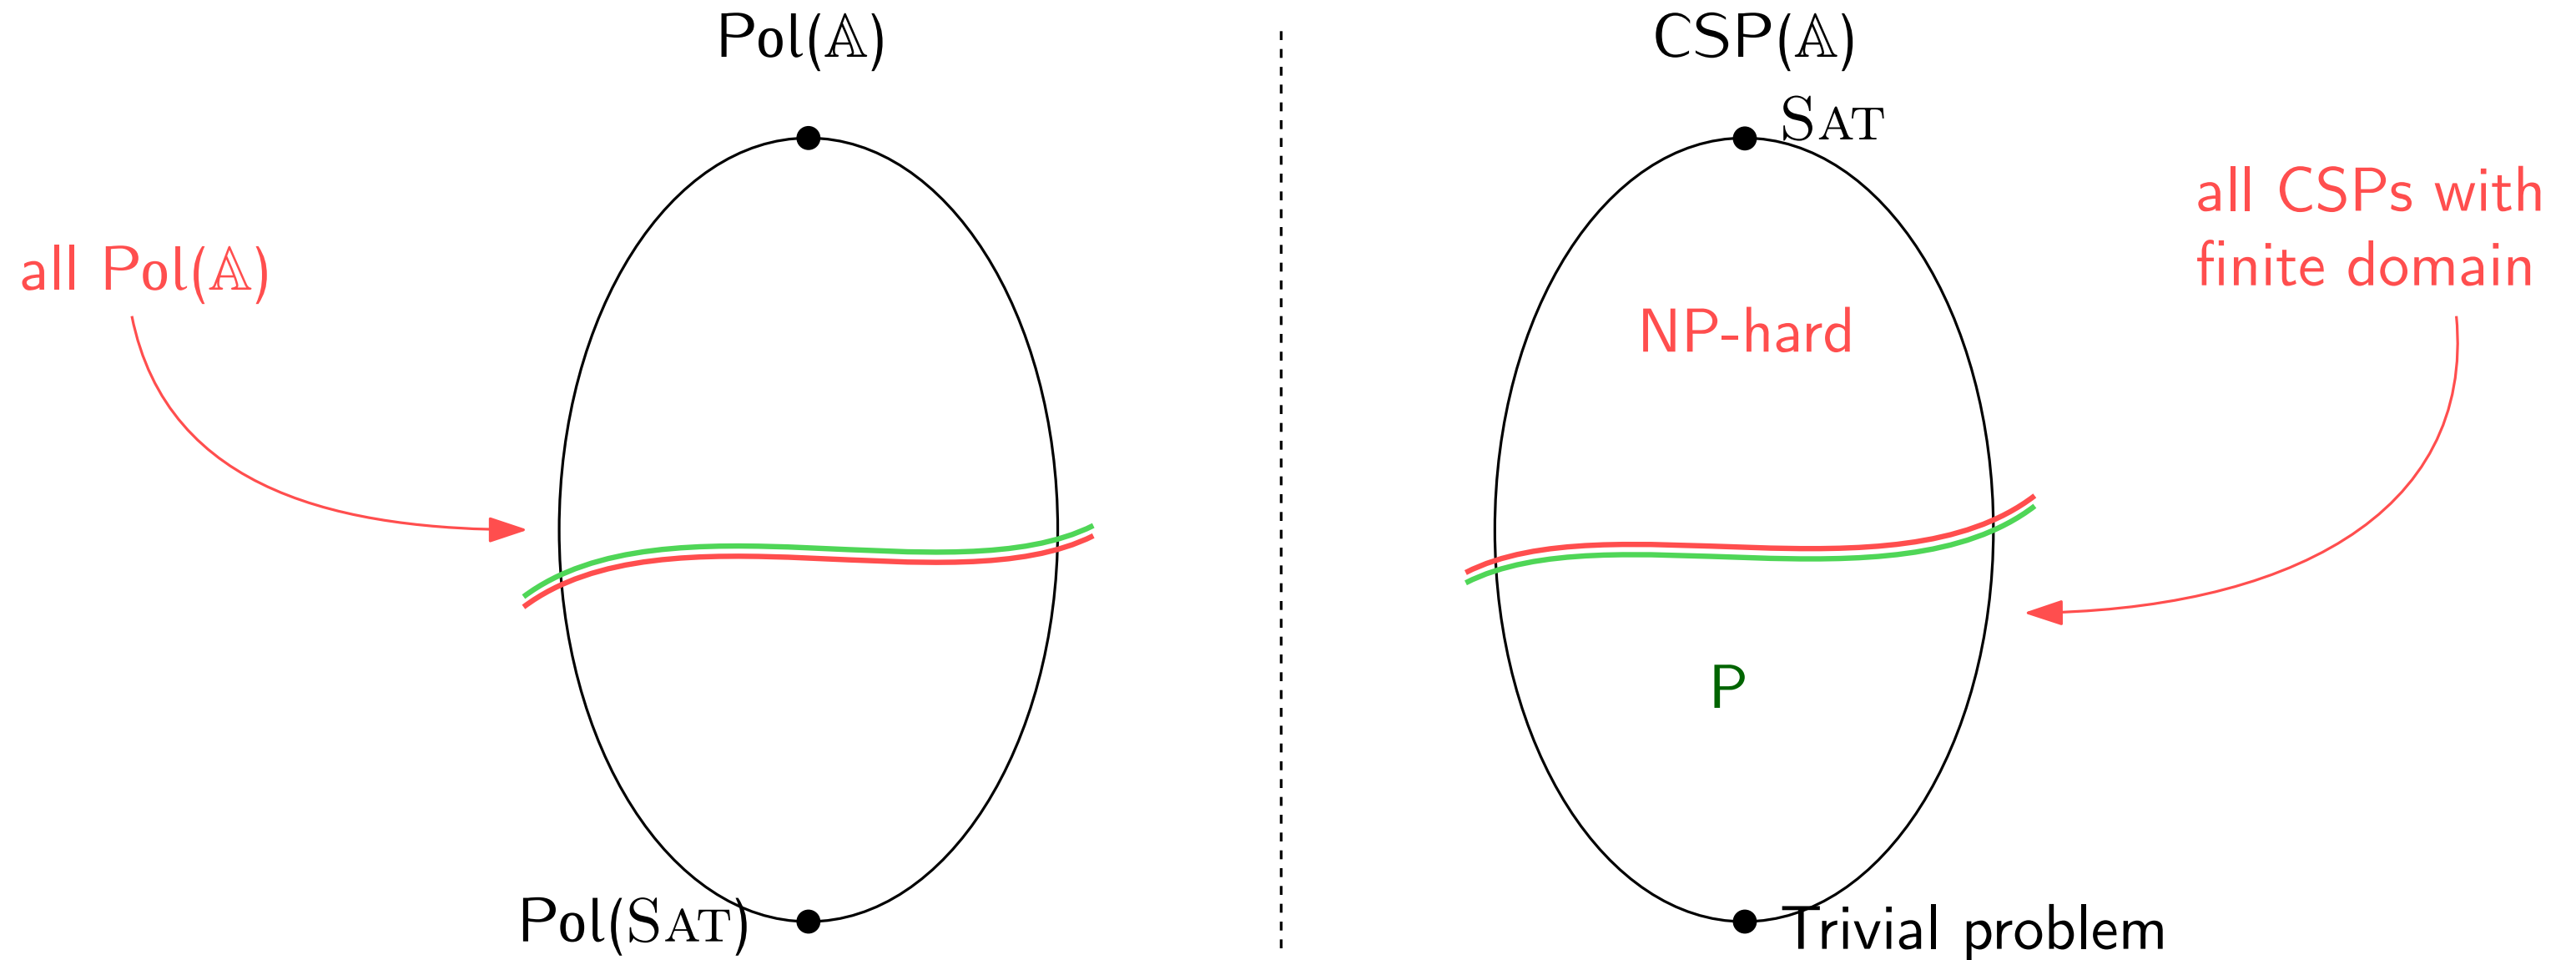 Pol(𝔸)
CSP(𝔸)
SAT
all CSPs with
finite domain
all Pol(𝔸)
NP-hard
P
Pol(SAT)
Trivial problem